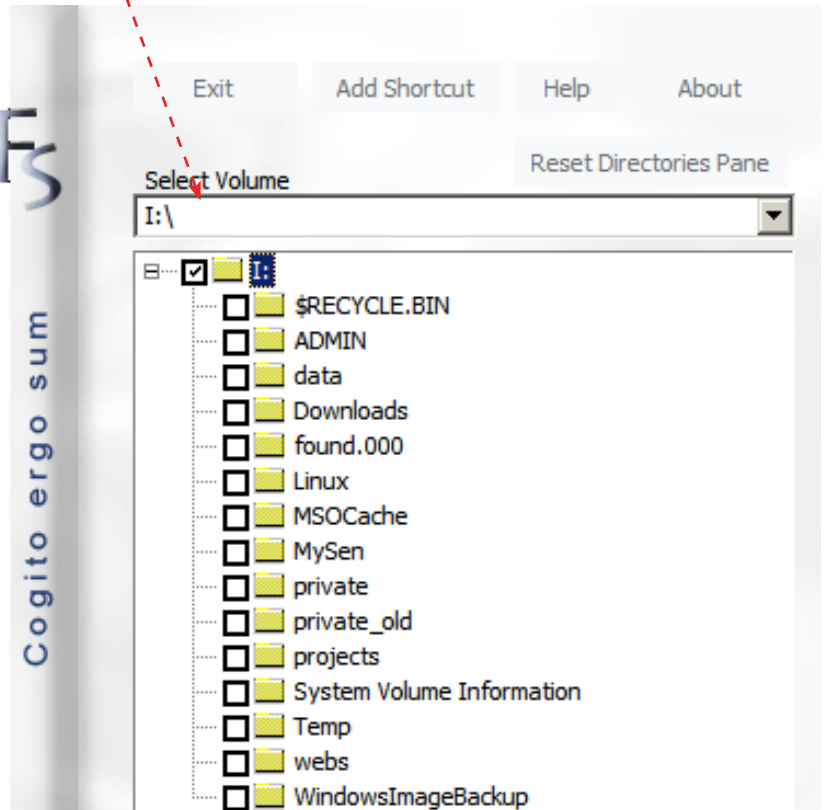 Exit Add Shortcut Help About
Reset Directories Pane
Select Volume
I:\
I:
$RECYCLE.BIN
ADMIN
data
Downloads
found.000
Linux
MSOCache
MySen
private
private_old
projects
System Volume Information
Temp
webs
WindowsImageBackup
FS
Cogito ergo sum